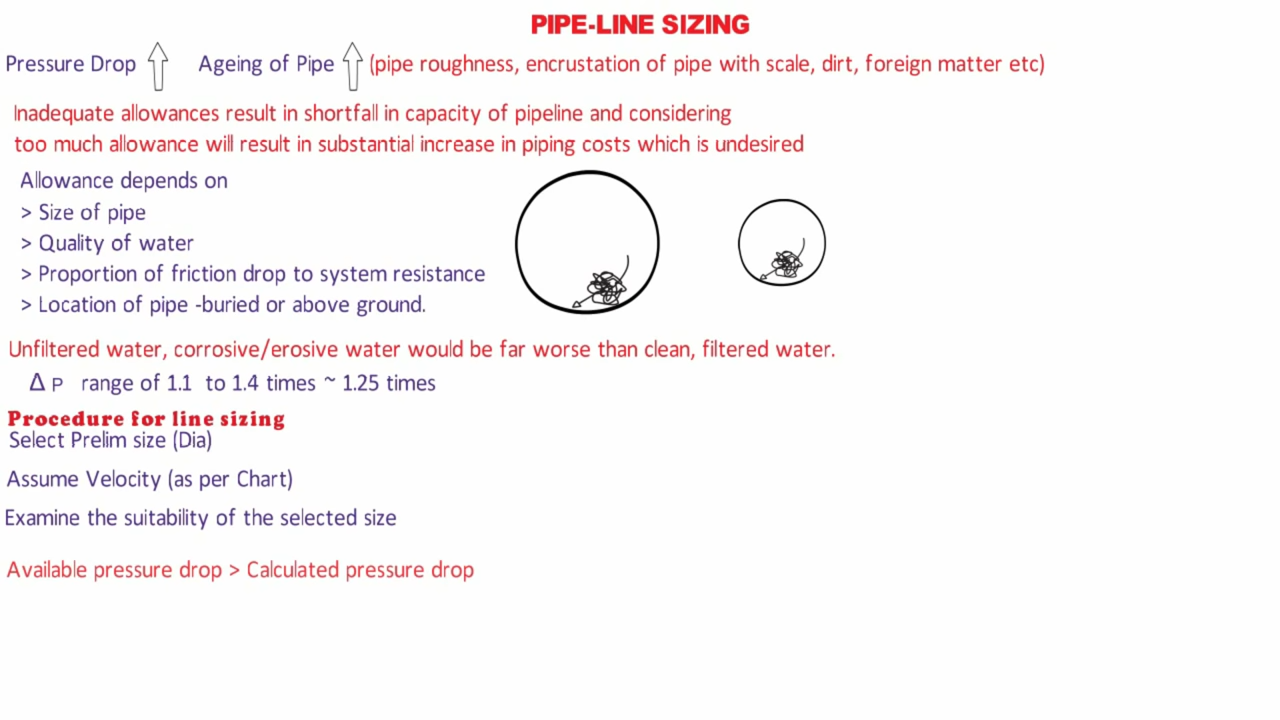 PIPE-LINE SIZING
Pressure Drop Ageing of Pipe (pipe roughness, encrustation of pipe with scale, dirt, foreign matter etc)
Inadequate allowances result in shortfall in capacity of pipeline and considering
too much allowance will result in substantial increase in piping costs which is undesired
Allowance depends on
> Size of pipe
> Quality of water
> Proportion of friction drop to system resistance
> Location of pipe -buried or above ground.
Unfiltered water, corrosive/erosive water would be far worse than clean, filtered water.
Δ P range of 1.1 to 1.4 times ~ 1.25 times
Procedure for line sizing
Select Prelim size (Dia)
Assume Velocity (as per Chart)
Examine the suitability of the selected size
Available pressure drop > Calculated pressure drop